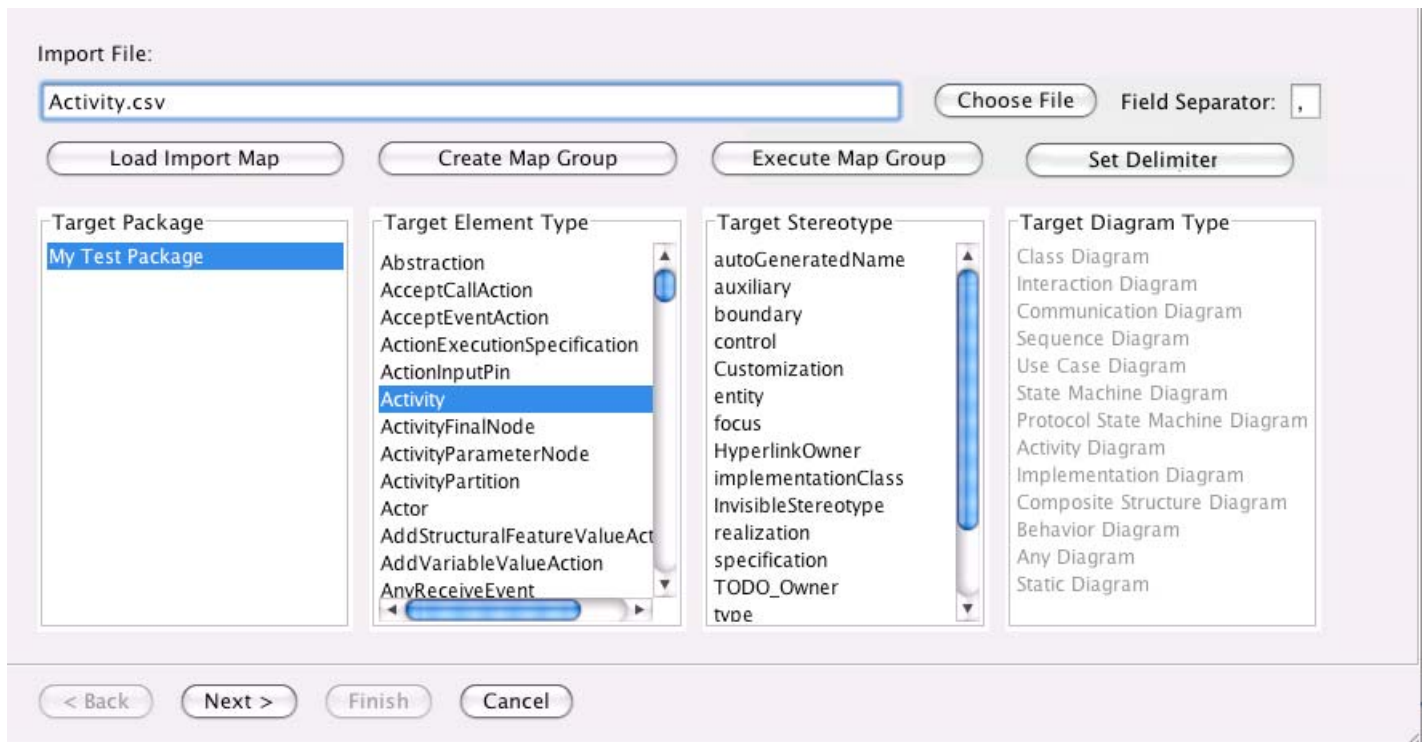 Import File:
Activity.csv
Choose File
Field Separator: ,
Load Import Map
Create Map Group
Execute Map Group
Set Delimiter
Target Package
My Test Package
Target Element Type
Abstraction
AcceptCallAction
AcceptEventAction
ActionExecutionSpecification
ActionInputPin
Activity
ActivityFinalNode
ActivityParameterNode
ActivityPartition
Actor
AddStructuralFeatureValueAct
AddVariableValueAction
AnyReceiveEvent
Target Stereotype
autoGeneratedName
auxiliary
boundary
control
Customization
entity
focus
HyperlinkOwner
implementationClass
InvisibleStereotype
realization
specification
TODO_Owner
type
Target Diagram Type
Class Diagram
Interaction Diagram
Communication Diagram
Sequence Diagram
Use Case Diagram
State Machine Diagram
Protocol State Machine Diagram
Activity Diagram
Implementation Diagram
Composite Structure Diagram
Behavior Diagram
Any Diagram
Static Diagram
< Back
Next >
Finish
Cancel